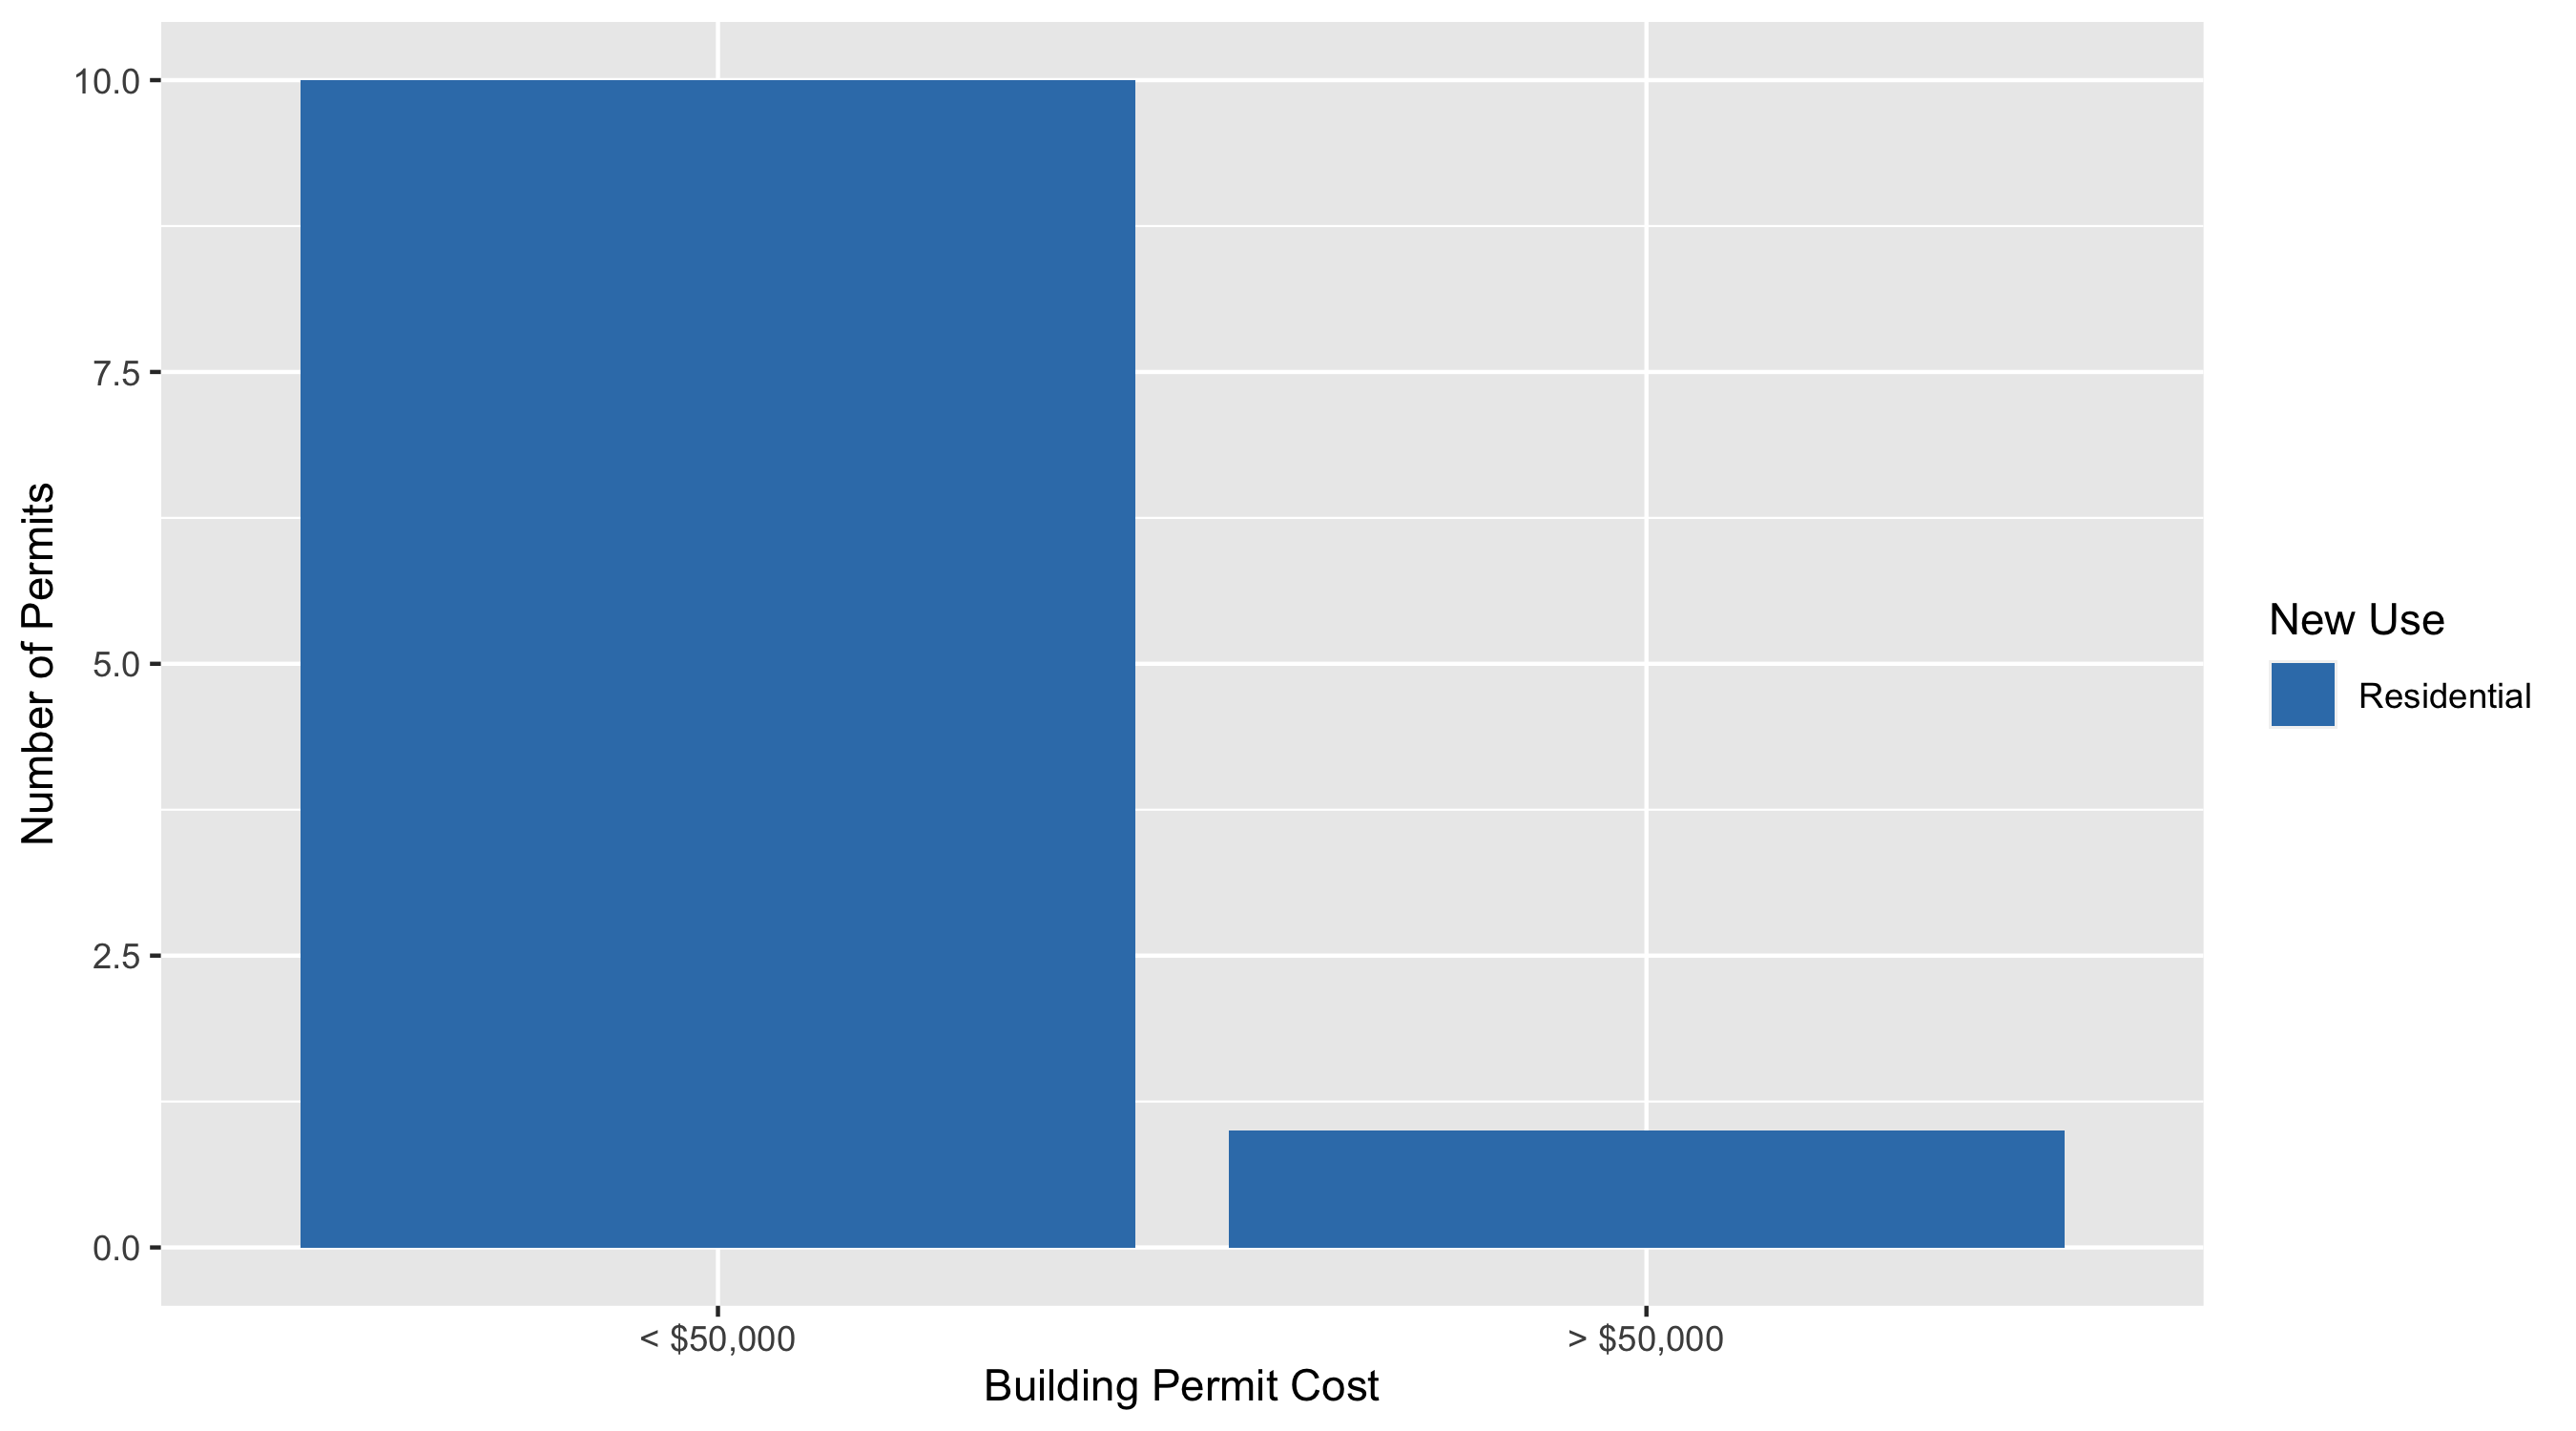 10.0
7.5
5.0
2.5
0.0
Number of Permits
< $50,000
> $50,000
Building Permit Cost
New Use
Residential